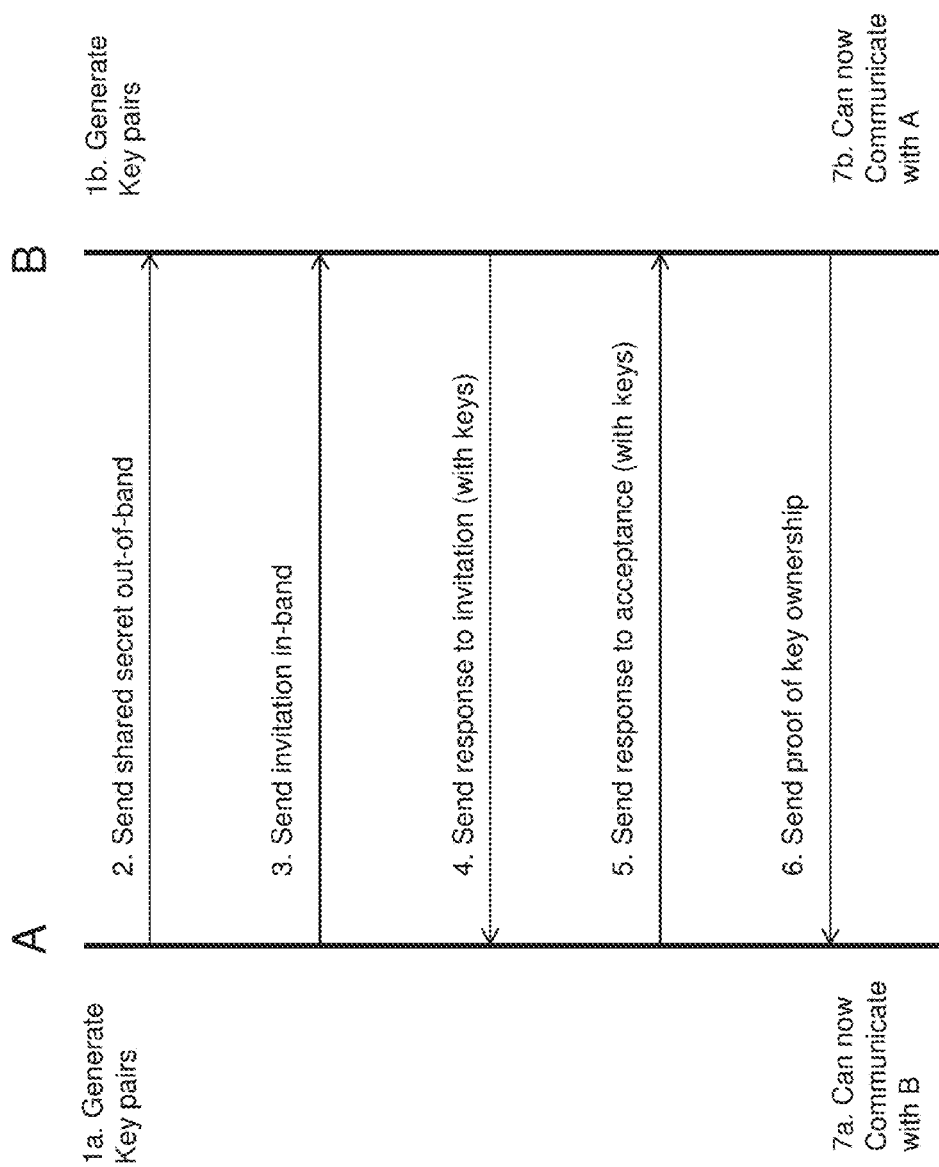 A
B
1a. Generate
Key pairs
1b. Generate
Key pairs
2. Send shared secret out-of-band
3. Send invitation in-band
4. Send response to invitation (with keys)
5. Send response to acceptance (with keys)
6. Send proof of key ownership
7a. Can now
Communicate
with B
7b. Can now
Communicate
with A